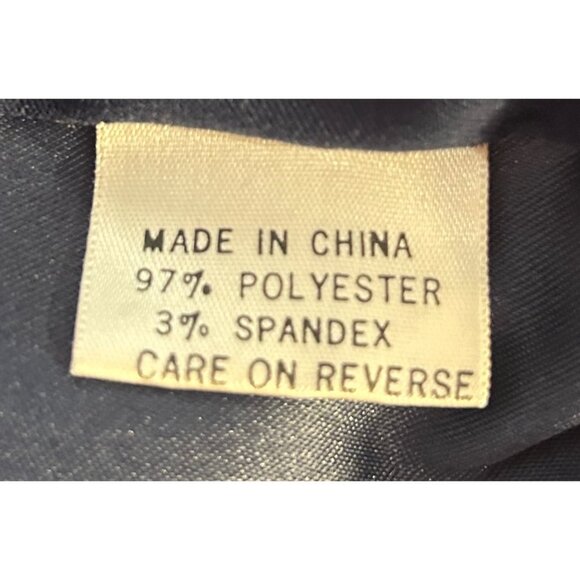 MADE IN CHINA
97% POLYESTER
3% SPANDEX
CARE ON REVERSE